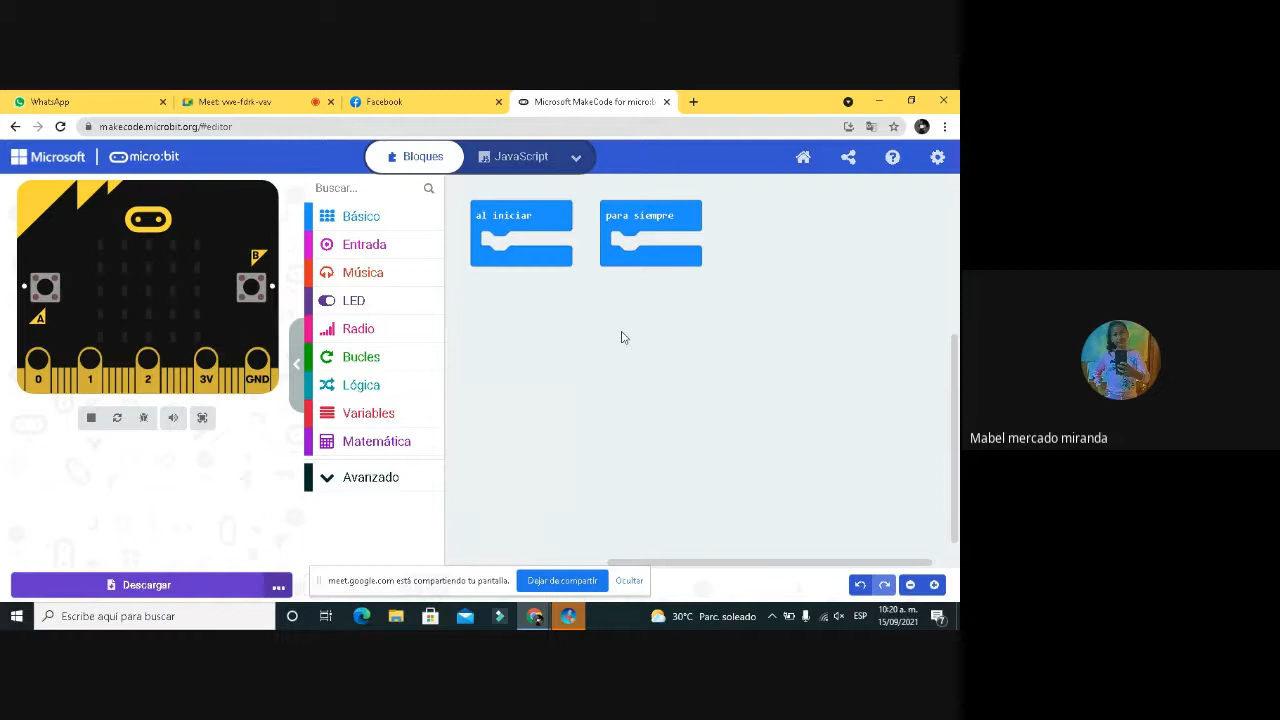 WhatsApp
Meet: vwe-fdrk-vav
Facebook
Microsoft MakeCode for micro:b
makecode.microbit.org/#editor
Microsoft
micro:bit
Bloques
JavaScript
Buscar...
Básico
Entrada
Música
LED
Radio
Bucles
Lógica
Variables
Matemática
Avanzado
al iniciar
para siempre
A
B
0 1 2 3V GND
Descargar
meet.google.com está compartiendo tu pantalla.
Dejar de compartir
Ocultar
Escribe aquí para buscar
30°C Parc. soleado
ESP
10:20 a. m.
15/09/2021
7
Mabel mercado miranda